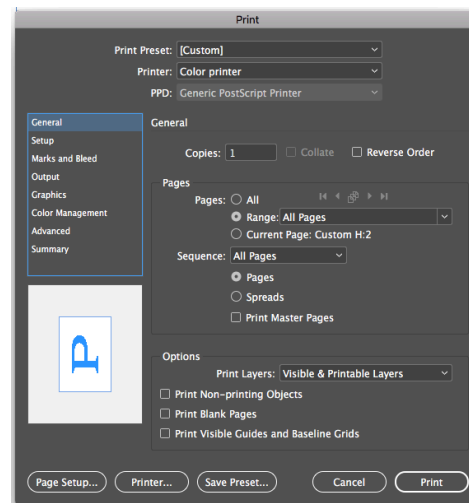 Print
Print Preset: [Custom]
Printer: Color printer
PPD: Generic PostScript Printer
General
Setup
Marks and Bleed
Output
Graphics
Color Management
Advanced
Summary
P
General
Copies: 1 Collate Reverse Order
Pages
Pages: All
Range: All Pages
Current Page: Custom H:2
Sequence: All Pages
Pages
Spreads
Print Master Pages
Options
Print Layers: Visible & Printable Layers
Print Non-printing Objects
Print Blank Pages
Print Visible Guides and Baseline Grids
Page Setup... Printer... Save Preset... Cancel Print